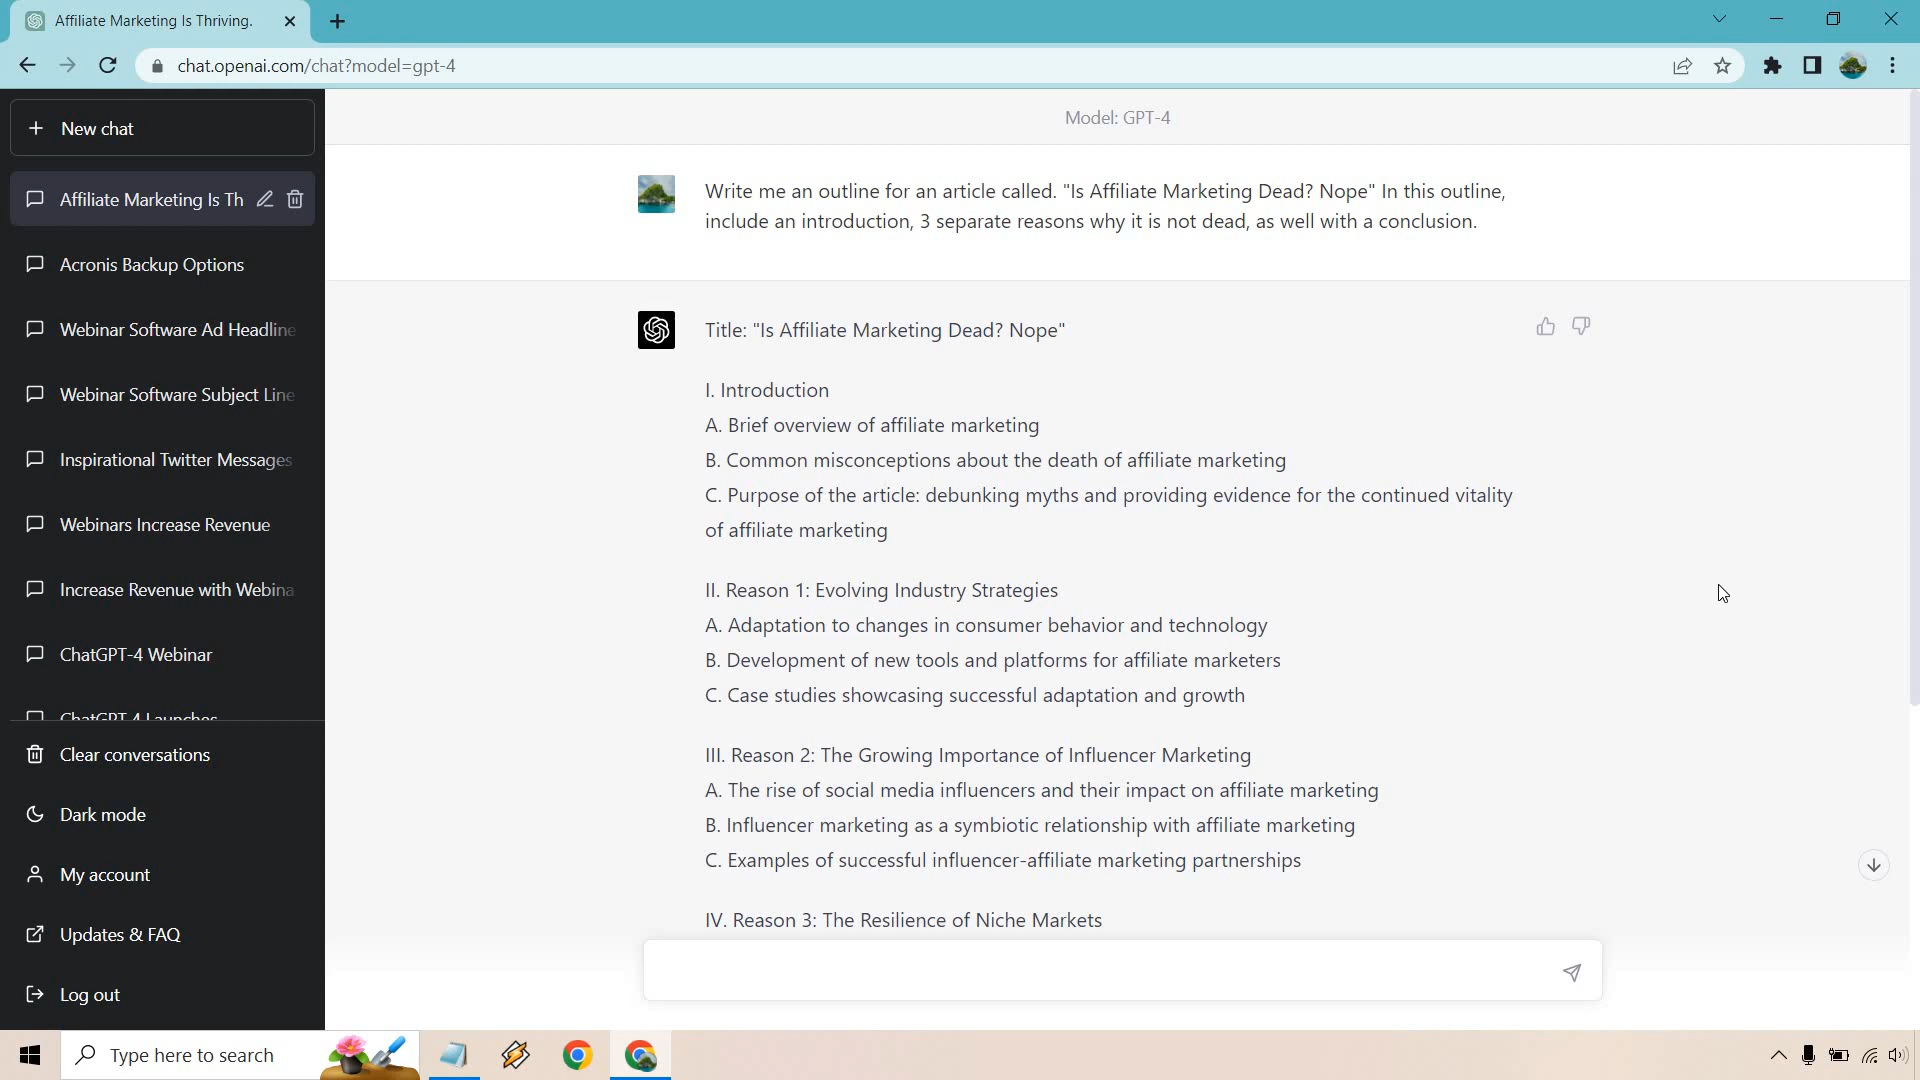 Affiliate Marketing Is Thriving.
chat.openai.com/chat?model=gpt-4
New chat
Affiliate Marketing Is Th
Acronis Backup Options
Webinar Software Ad Headline
Webinar Software Subject Line
Inspirational Twitter Messages
Webinars Increase Revenue
Increase Revenue with Webina
ChatGPT-4 Webinar
ChatGPT-4 Launches
Clear conversations
Dark mode
My account
Updates & FAQ
Log out
Model: GPT-4
Write me an outline for an article called. "Is Affiliate Marketing Dead? Nope" In this outline,
include an introduction, 3 separate reasons why it is not dead, as well with a conclusion.
Title: "Is Affiliate Marketing Dead? Nope"
I. Introduction
A. Brief overview of affiliate marketing
B. Common misconceptions about the death of affiliate marketing
C. Purpose of the article: debunking myths and providing evidence for the continued vitality
of affiliate marketing
II. Reason 1: Evolving Industry Strategies
A. Adaptation to changes in consumer behavior and technology
B. Development of new tools and platforms for affiliate marketers
C. Case studies showcasing successful adaptation and growth
III. Reason 2: The Growing Importance of Influencer Marketing
A. The rise of social media influencers and their impact on affiliate marketing
B. Influencer marketing as a symbiotic relationship with affiliate marketing
C. Examples of successful influencer-affiliate marketing partnerships
IV. Reason 3: The Resilience of Niche Markets
Type here to search